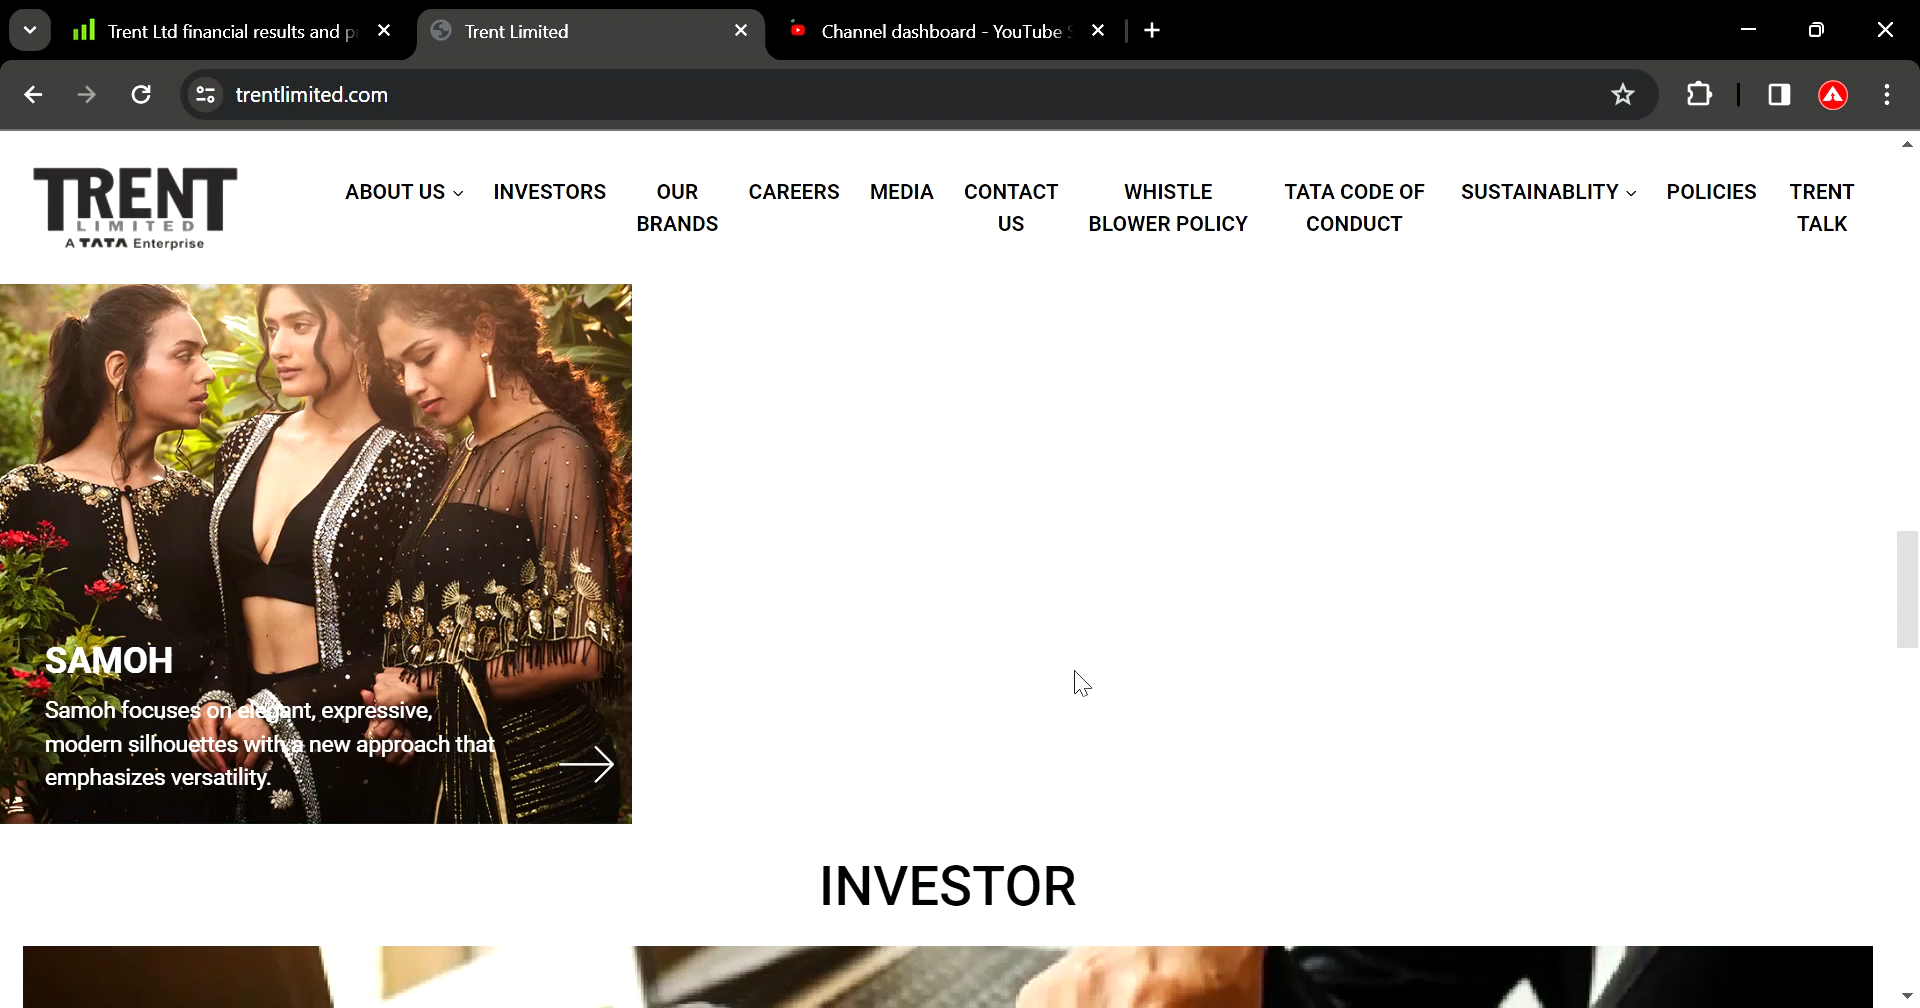 Trent Ltd financial results and p
Trent Limited
Channel dashboard - YouTube S
trentlimited.com
TRENT
LIMITED
A TATA Enterprise
ABOUT US
INVESTORS
OUR
BRANDS
CAREERS
MEDIA
CONTACT
US
WHISTLE
BLOWER POLICY
TATA CODE OF
CONDUCT
SUSTAINABLITY
POLICIES
TRENT
TALK
SAMOH
Samoh focuses on elegant, expressive,
modern silhouettes with a new approach that
emphasizes versatility.
INVESTOR